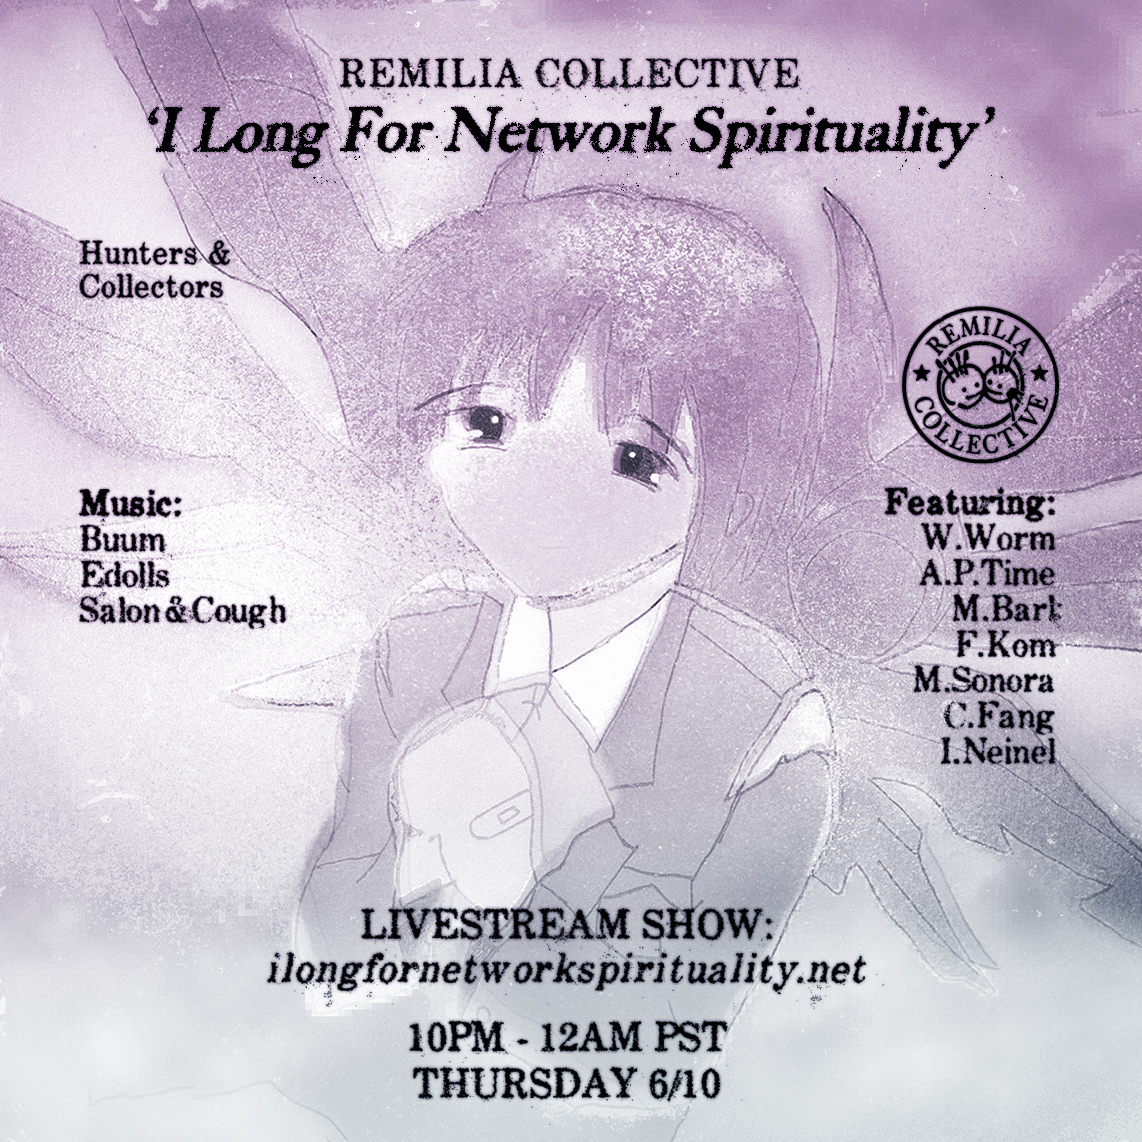 REMILIA COLLECTIVE
‘I Long For Network Spirituality’
Hunters &
Collectors
REMILIA
COLLECTIVE
Music:
Buum
Edolls
Salon & Cough
Featuring:
W.Worm
A.P.Time
M.Bark
F.Kom
M.Sonora
C.Fang
I.Neinel
LIVESTREAM SHOW:
ilongfornetworkspirituality.net
10PM - 12AM PST
THURSDAY 6/10